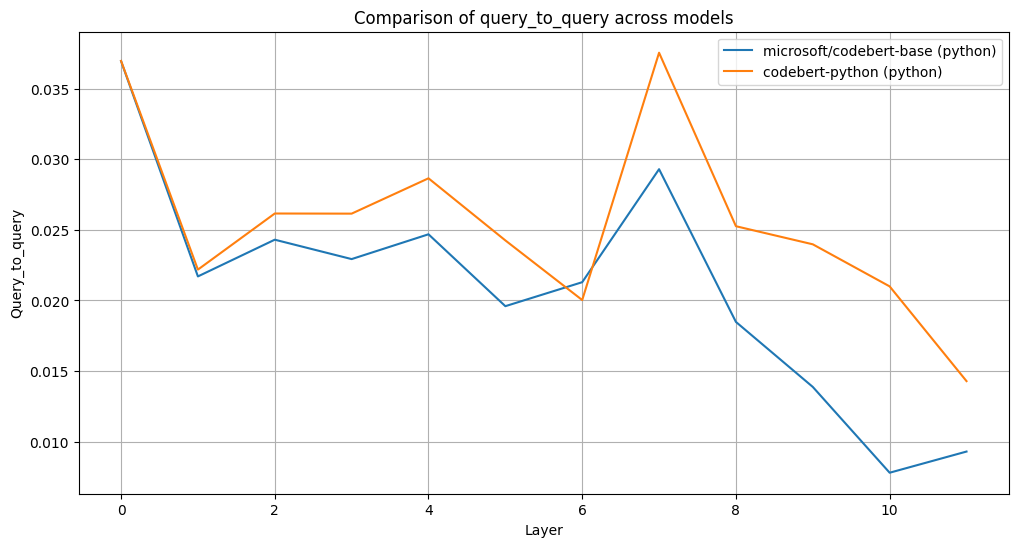 Comparison of query_to_query across models
microsoft/codebert-base (python)
codebert-python (python)
Query_to_query
0.035
0.030
0.025
0.020
0.015
0.010
0 2 4 6 8 10
Layer